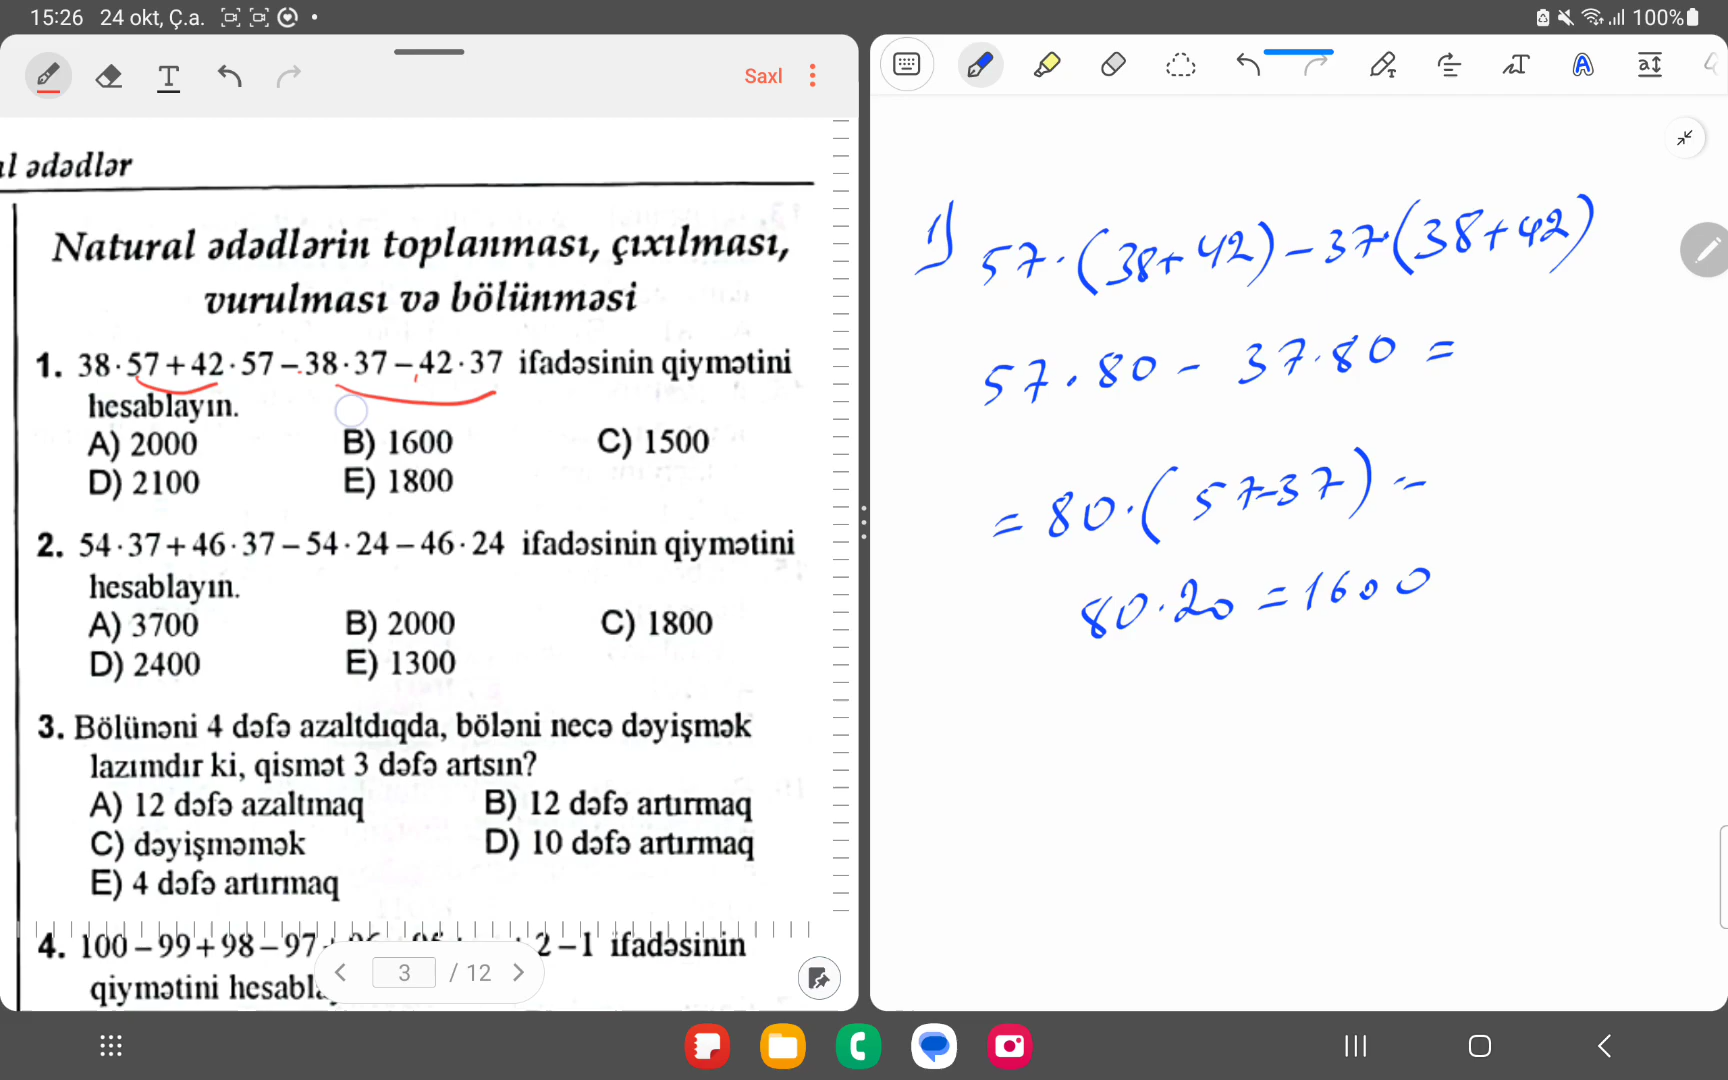 15:26 24 okt, Ç.a. 100%
Saxl
ədədlər
Natural ədədlərin toplanması, çıxılması,
vurulması və bölünməsi
1. 38·57+42·57−38·37−42·37 ifadəsinin qiymətini
hesablayın.
A) 2000 B) 1600 C) 1500
D) 2100 E) 1800
2. 54·37+46·37−54·24−46·24 ifadəsinin qiymətini
hesablayın.
A) 3700 B) 2000 C) 1800
D) 2400 E) 1300
3. Bölünəni 4 dəfə azaltdıqda, böləni necə dəyişmək
lazımdır ki, qismət 3 dəfə artsın?
A) 12 dəfə azaltmaq B) 12 dəfə artırmaq
C) dəyişməmək D) 10 dəfə artırmaq
E) 4 dəfə artırmaq
4. 100−99+98−97 2−1 ifadəsinin
qiymətini
3 / 12
1) 57·(38+42)−37·(38+42)
57·80−37·80=
=80·(57−37)=
80·20=1600